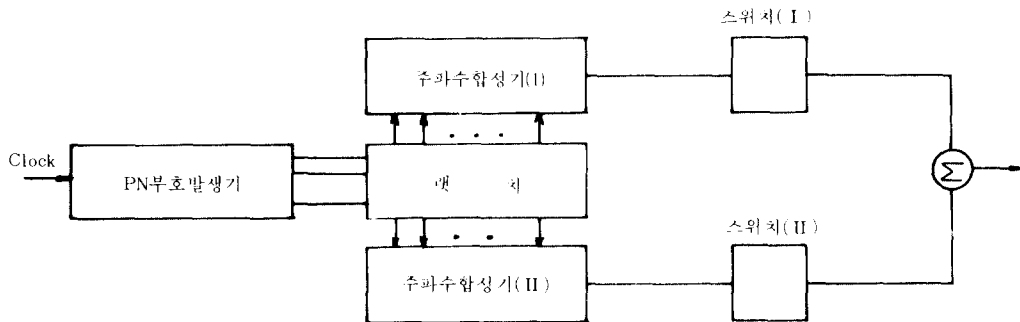 스위치(I)
주파수합성기(I)
Clock
PN부호발생기
랫 치
스위치(II)
주파수합성기(II)
Σ